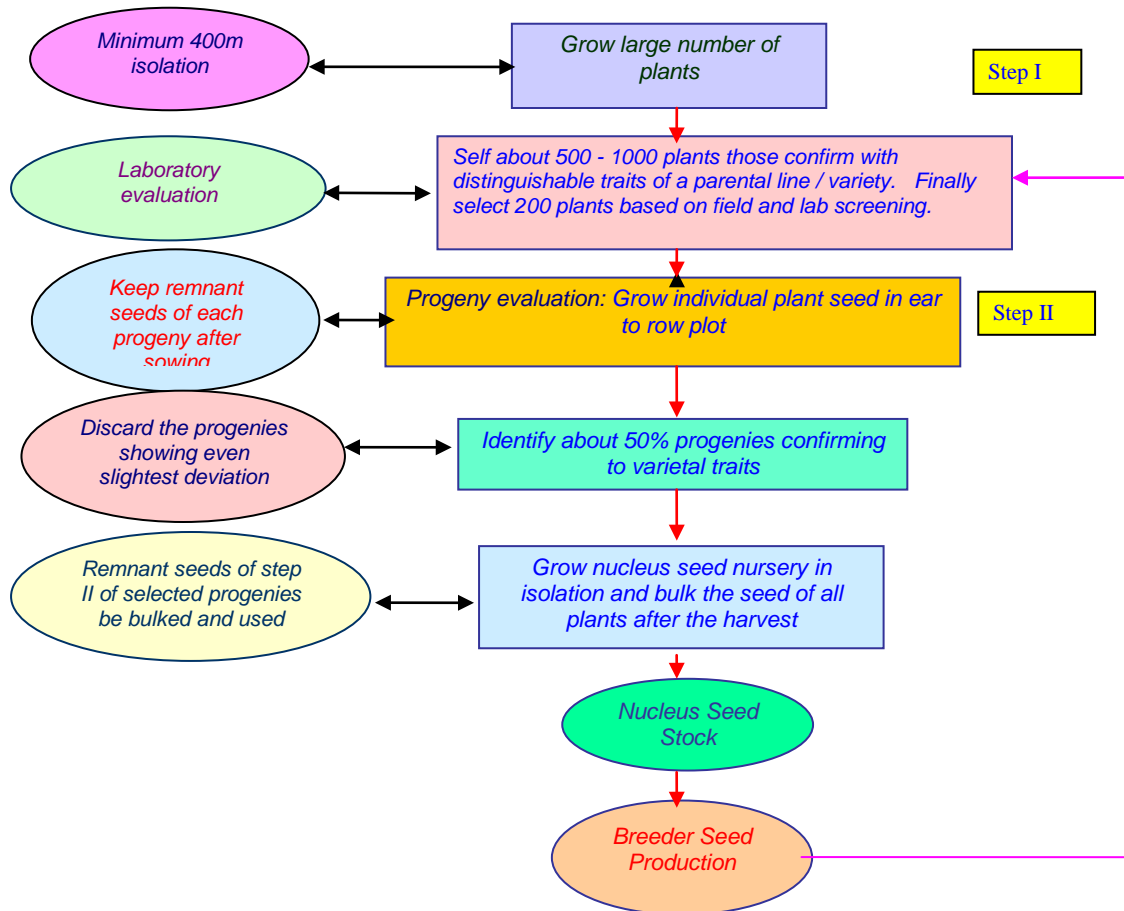 Minimum 400m
isolation
Grow large number of
plants
Step I
Laboratory
evaluation
Self about 500 - 1000 plants those confirm with
distinguishable traits of a parental line / variety. Finally
select 200 plants based on field and lab screening.
Keep remnant
seeds of each
progeny after
sowing
Progeny evaluation: Grow individual plant seed in ear
to row plot
Step II
Discard the progenies
showing even
slightest deviation
Identify about 50% progenies confirming
to varietal traits
Remnant seeds of step
II of selected progenies
be bulked and used
Grow nucleus seed nursery in
isolation and bulk the seed of all
plants after the harvest
Nucleus Seed
Stock
Breeder Seed
Production